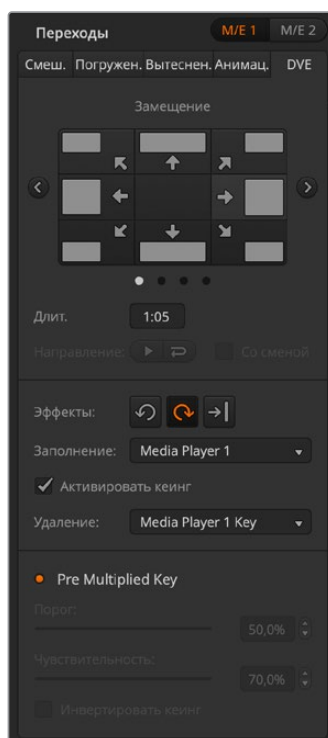 Переходы M/E 1 M/E 2
Смеш. Погружен. Вытеснен. Анимац. DVE
Замещение
Длит. 1:05
Направление: Со сменой
Эффекты:
Заполнение: Media Player 1
Активировать кеинг
Удаление: Media Player 1 Key
Pre Multiplied Key
Порог:
50,0%
Чувствительность:
70,0%
Инвертировать кеинг